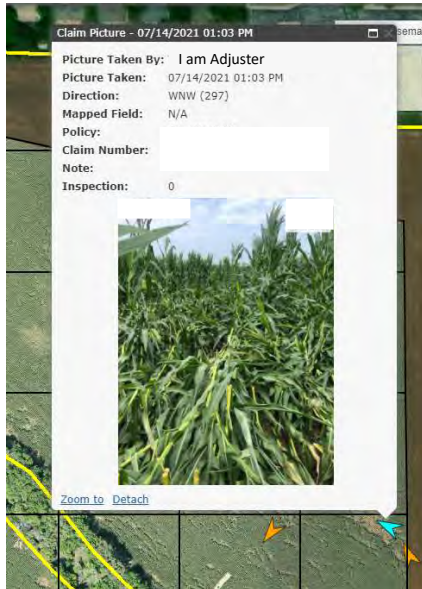 Claim Picture - 07/14/2021 01:03 PM
sema
Picture Taken By: I am Adjuster
Picture Taken: 07/14/2021 01:03 PM
Direction: WNW (297)
Mapped Field: N/A
Policy:
Claim Number:
Note:
Inspection: 0
Zoom to Detach